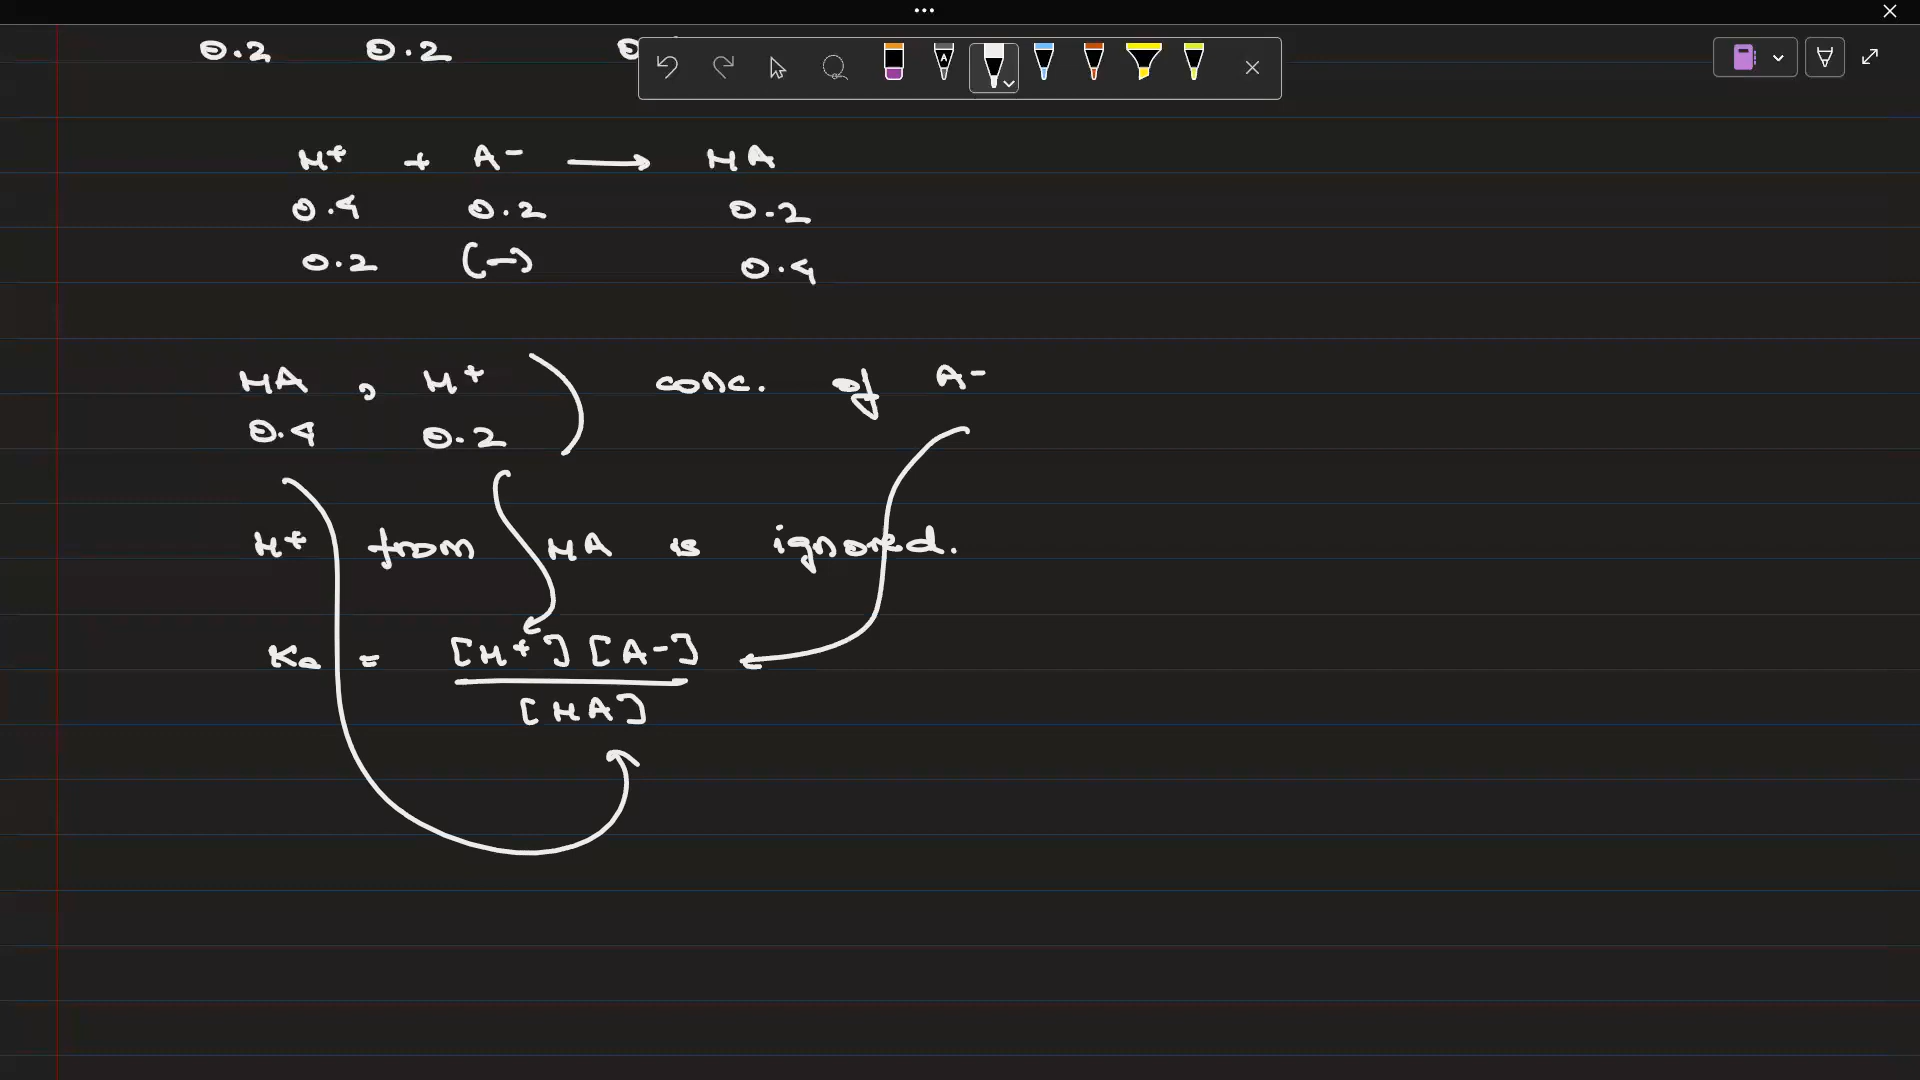 0.2 0.2
H+ + A- → HA
0.4 0.2 0.2
0.2 (-) 0.4
HA , H+ ) conc. of A-
0.4 0.2
H+ from HA is ignored.
Ka = [H+] [A-]
[HA]